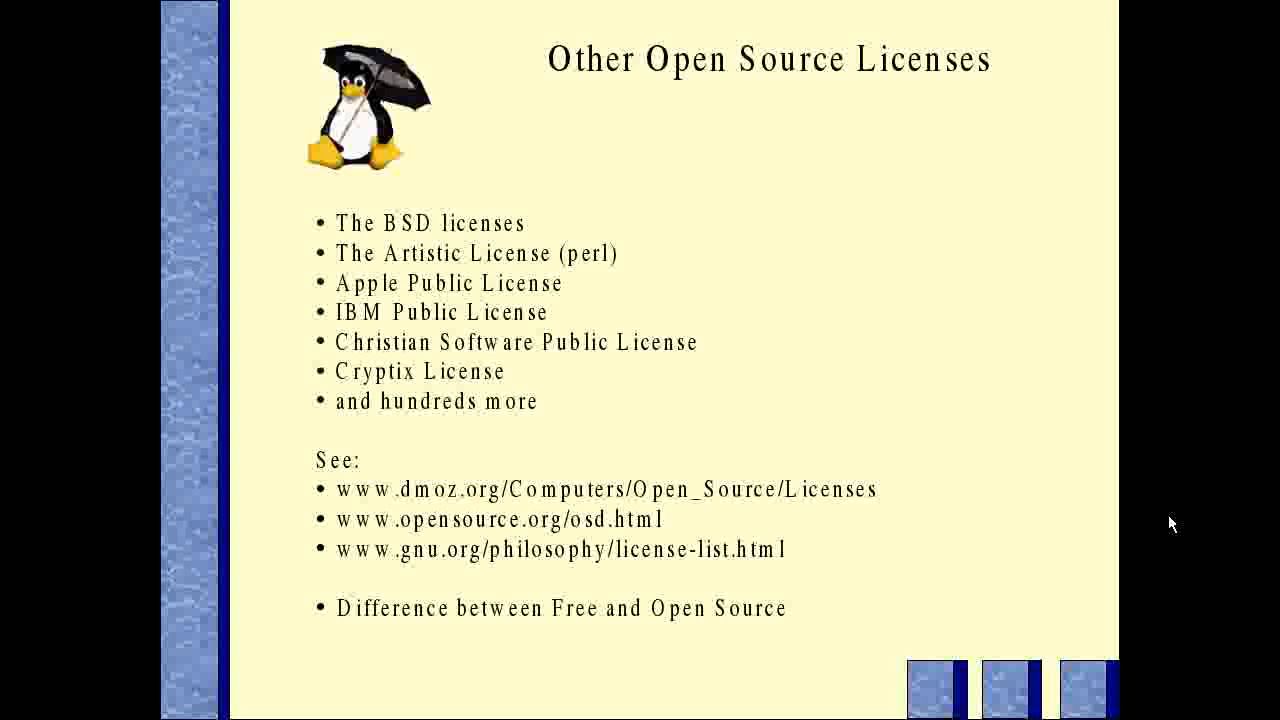 Other Open Source Licenses
• The BSD licenses
• The Artistic License (perl)
• Apple Public License
• IBM Public License
• Christian Software Public License
• Cryptix License
• and hundreds more
See:
• www.dmoz.org/Computers/Open_Source/Licenses
• www.opensource.org/osd.html
• www.gnu.org/philosophy/license-list.html
• Difference between Free and Open Source